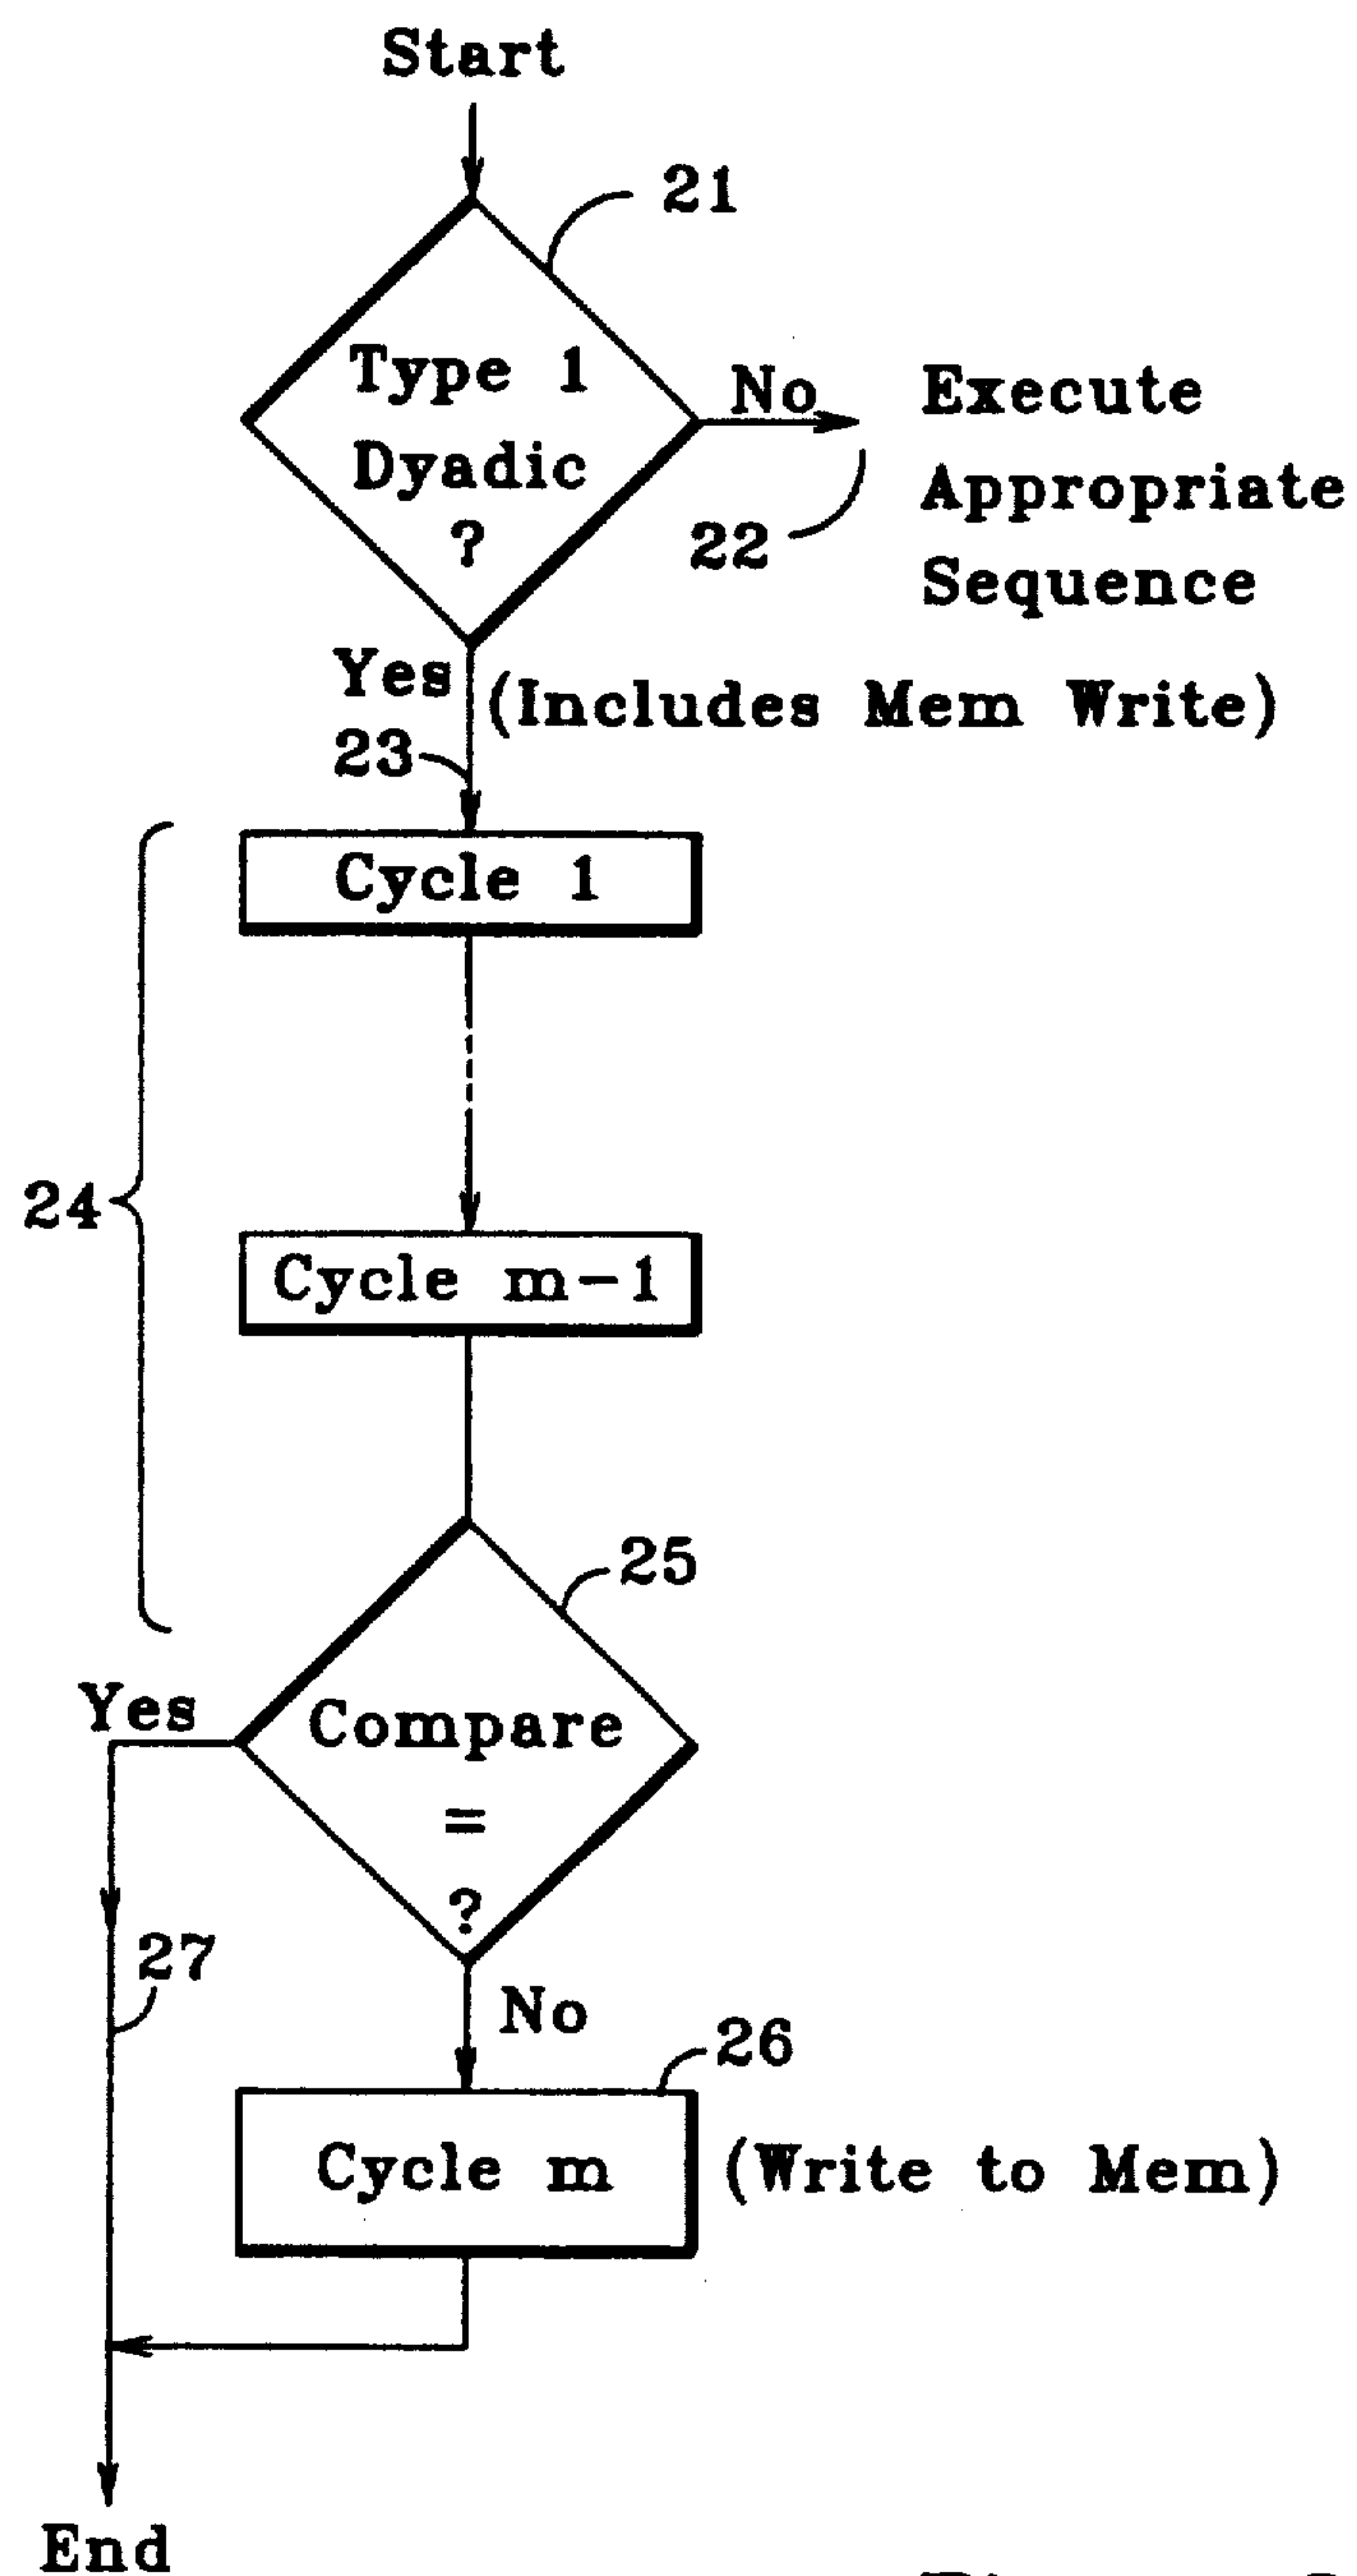 Start
21
Type 1
Dyadic
?
No
Execute
Appropriate
Sequence
22
Yes
(Includes Mem Write)
23
Cycle 1
24
Cycle m-1
25
Yes
Compare
=
?
27
No
26
Cycle m
(Write to Mem)
End